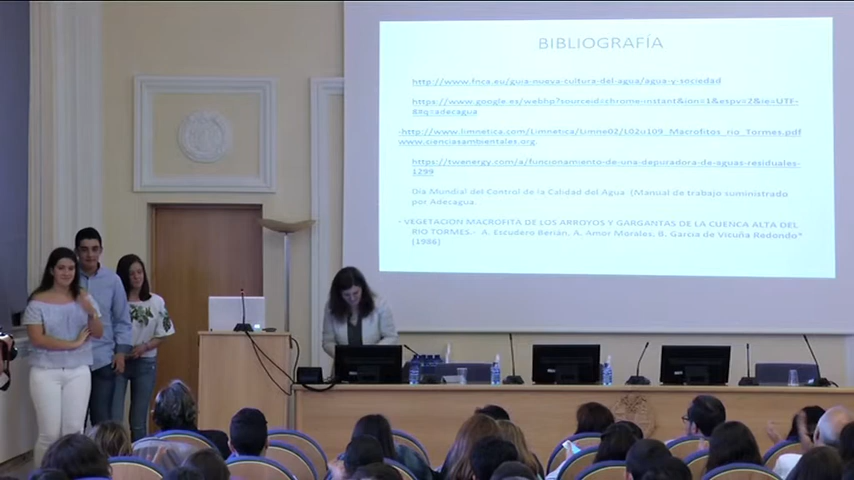 BIBLIOGRAFÍA
http://www.fnca.eu/guia-nueva-cultura-del-agua/agua-y-sociedad
https://www.google.es/webhp?sourceid=chrome-instant&ion=1&espv=2&ie=UTF-
8#q=adecagua
-http://www.limnetica.com/Limnetica/Limne02/L02u109_Macrofitos_rio_Tormes.pdf
www.cienciasambientales.org.
https://twenergy.com/a/funcionamiento-de-una-depuradora-de-aguas-residuales-
1299
Día Mundial del Control de la Calidad del Agua (Manual de trabajo suministrado
por Adecagua.
- VEGETACION MACROFITA DE LOS ARROYOS Y GARGANTAS DE LA CUENCA ALTA DEL
RIO TORMES.- A. Escudero Berián, A. Amor Morales, B. García de Vicuña Redondo*
(1986)